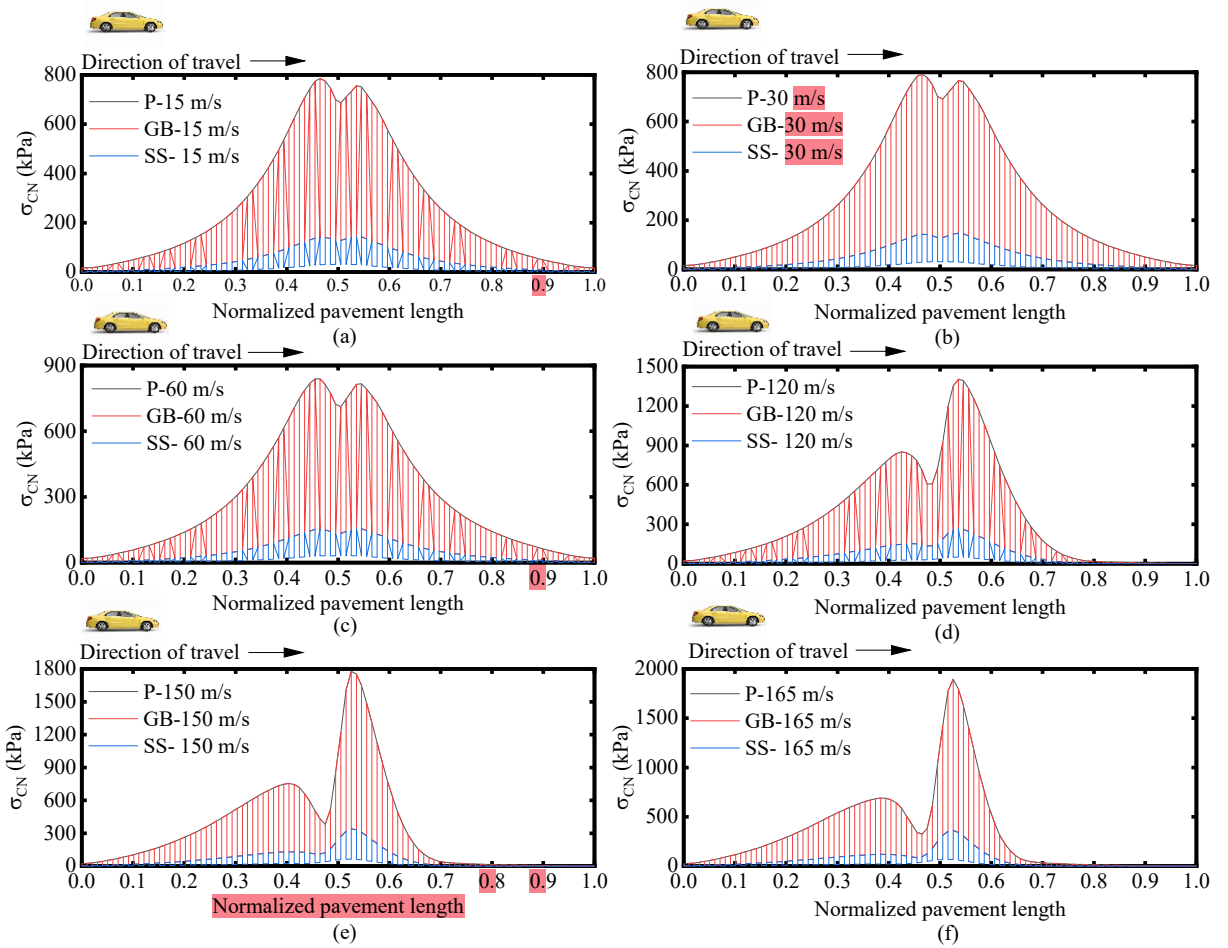 Direction of travel
800
600
400
200
0
σCN (kPa)
P-15 m/s
GB-15 m/s
SS- 15 m/s
0.0 0.1 0.2 0.3 0.4 0.5 0.6 0.7 0.8 0.9 1.0
Normalized pavement length
(a)
Direction of travel
800
600
400
200
0
σCN (kPa)
P-30 m/s
GB-30 m/s
SS- 30 m/s
0.0 0.1 0.2 0.3 0.4 0.5 0.6 0.7 0.8 0.9 1.0
Normalized pavement length
(b)
Direction of travel
900
600
300
0
σCN (kPa)
P-60 m/s
GB-60 m/s
SS- 60 m/s
0.0 0.1 0.2 0.3 0.4 0.5 0.6 0.7 0.8 0.9 1.0
Normalized pavement length
(c)
Direction of travel
1500
1200
900
600
300
0
σCN (kPa)
P-120 m/s
GB-120 m/s
SS- 120 m/s
0.0 0.1 0.2 0.3 0.4 0.5 0.6 0.7 0.8 0.9 1.0
Normalized pavement length
(d)
Direction of travel
1800
1500
1200
900
600
300
0
σCN (kPa)
P-150 m/s
GB-150 m/s
SS- 150 m/s
0.0 0.1 0.2 0.3 0.4 0.5 0.6 0.7 0.8 0.9 1.0
Normalized pavement length
(e)
Direction of travel
2000
1500
1000
500
0
σCN (kPa)
P-165 m/s
GB-165 m/s
SS- 165 m/s
0.0 0.1 0.2 0.3 0.4 0.5 0.6 0.7 0.8 0.9 1.0
Normalized pavement length
(f)